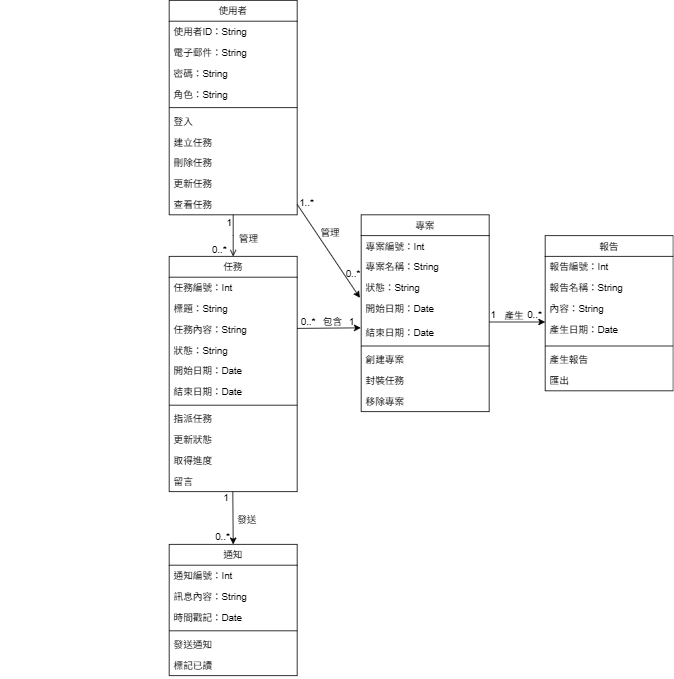 使用者
使用者ID：String
電子郵件：String
密碼：String
角色：String
登入
建立任務
刪除任務
更新任務
查看任務
1
管理
0..*
1..*
管理
0..*
任務
任務編號：Int
標題：String
任務內容：String
狀態：String
開始日期：Date
結束日期：Date
指派任務
更新狀態
取得進度
留言
0..* 包含 1
專案
專案編號：Int
專案名稱：String
狀態：String
開始日期：Date
結束日期：Date
創建專案
封裝任務
移除專案
1 產生 0..*
報告
報告編號：Int
報告名稱：String
內容：String
產生日期：Date
產生報告
匯出
1
發送
0..*
通知
通知編號：Int
訊息內容：String
時間戳記：Date
發送通知
標記已讀